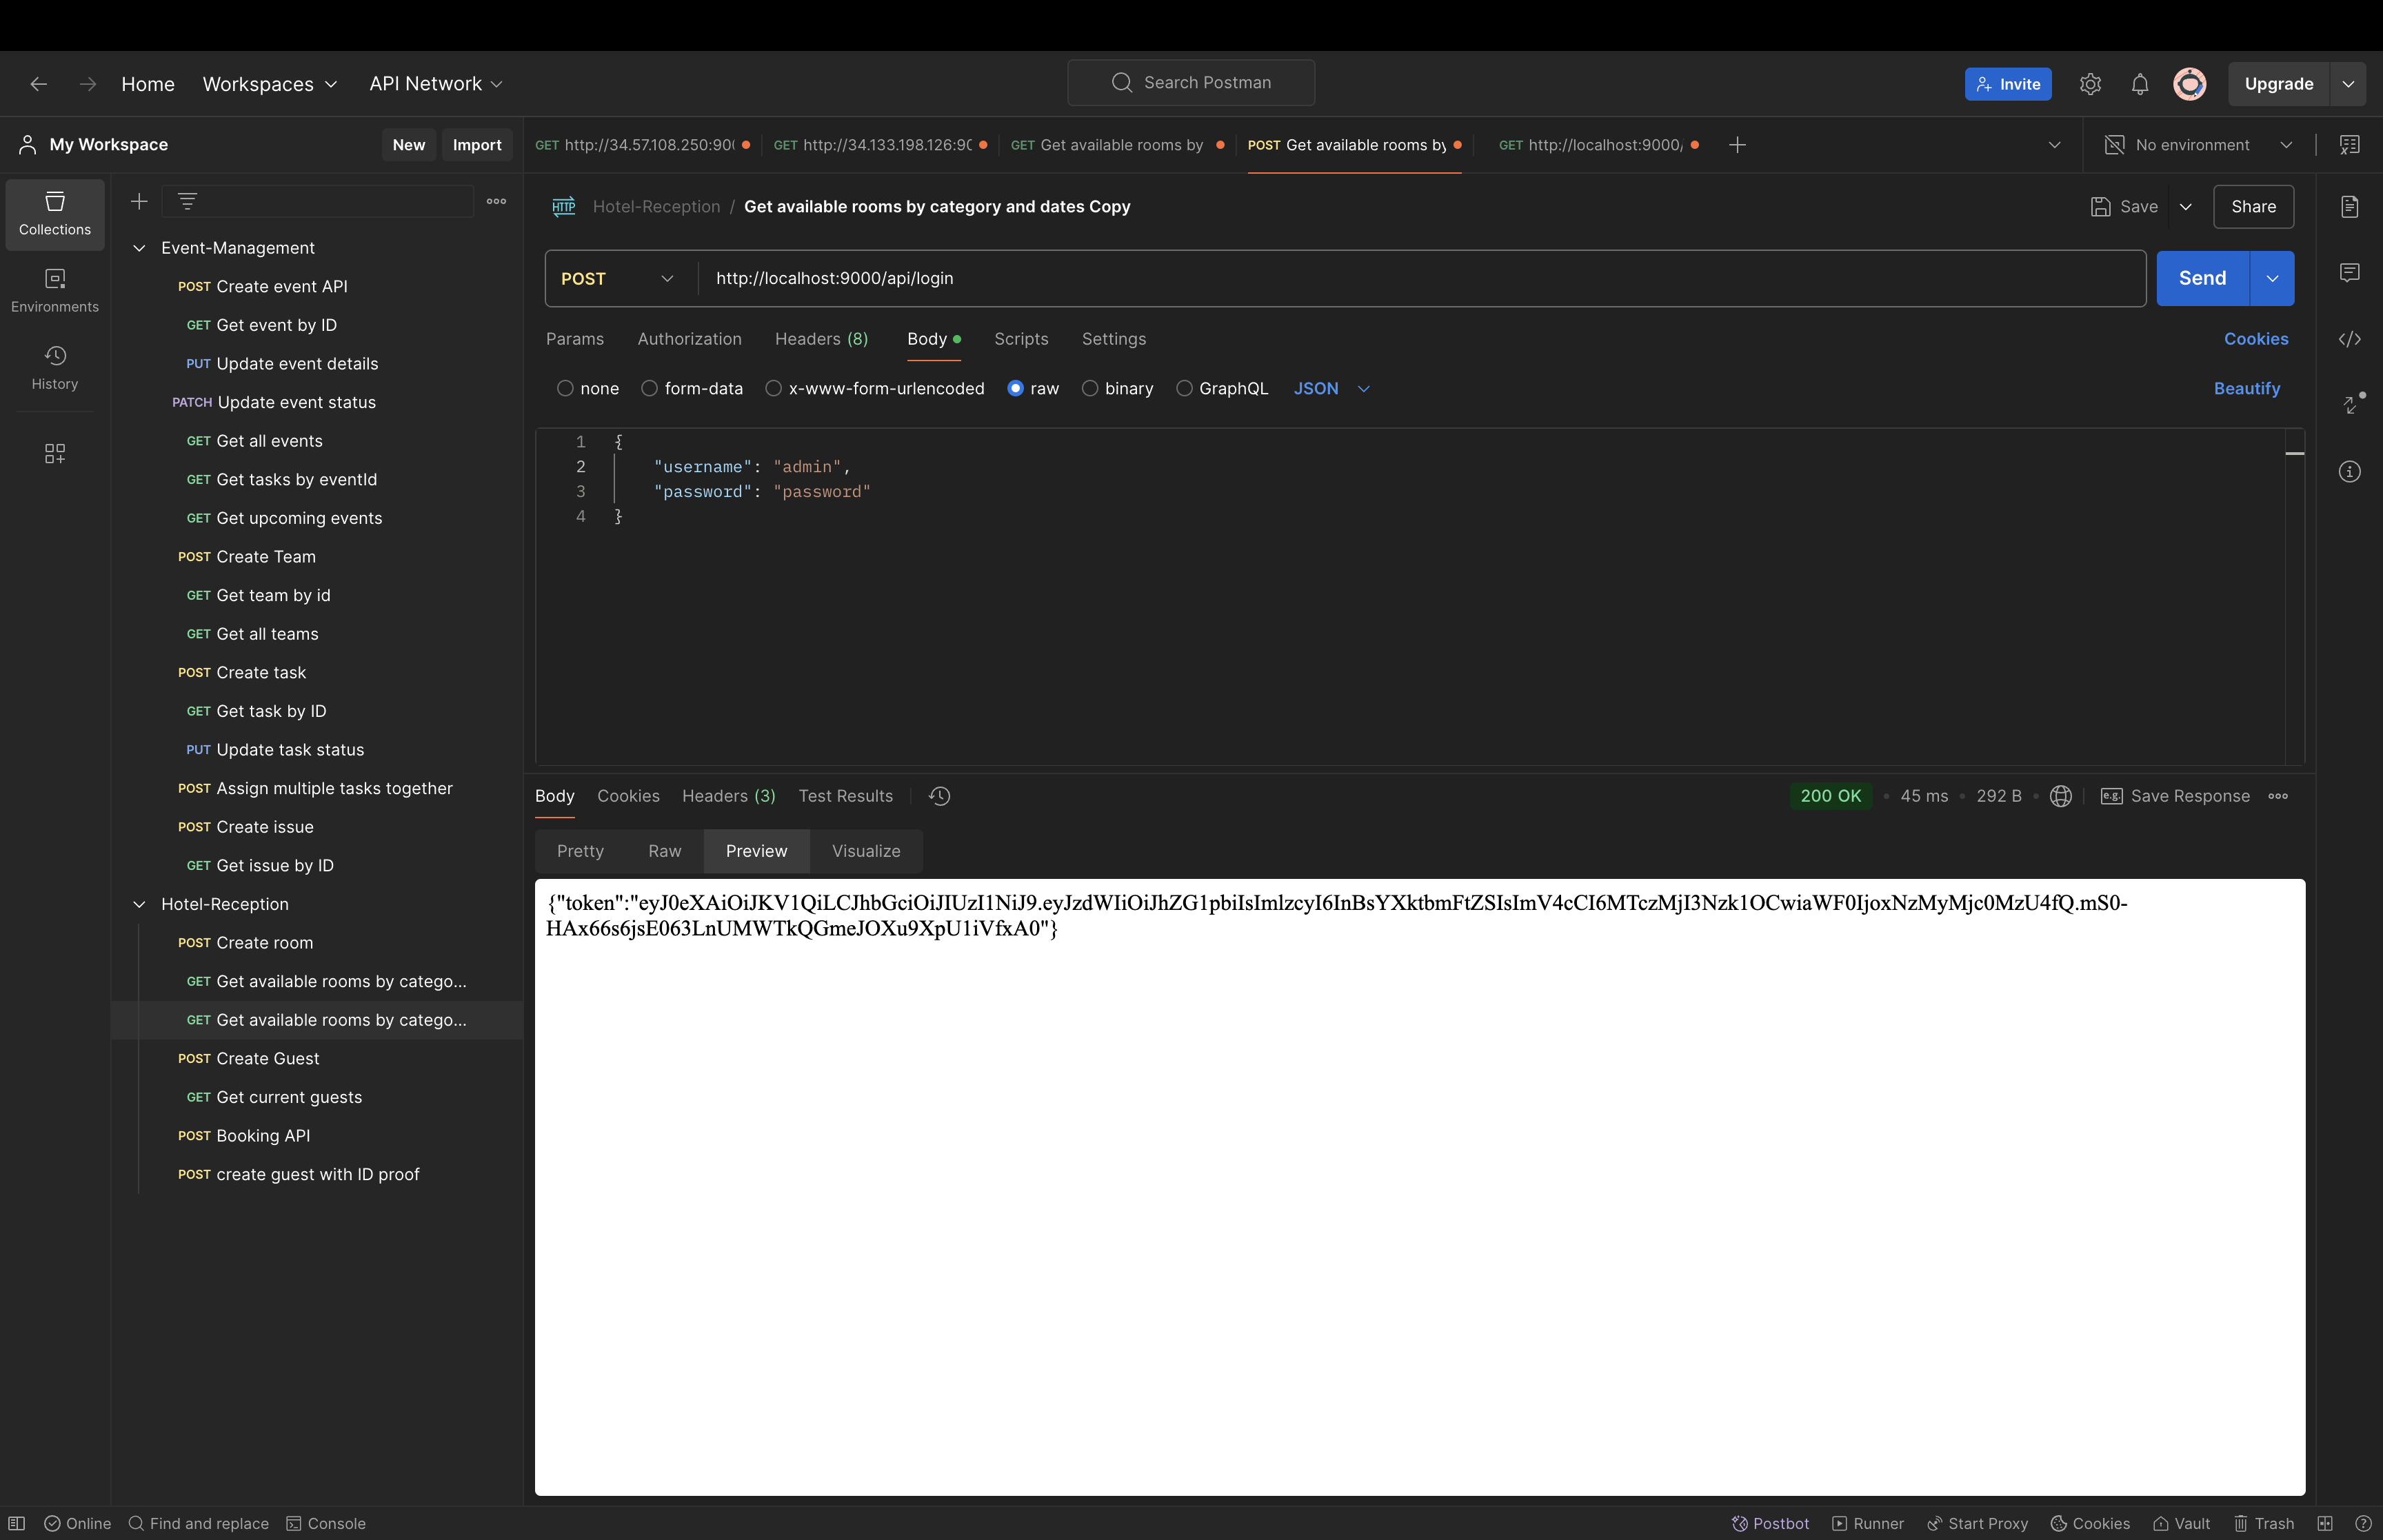 Home Workspaces API Network Search Postman Invite Upgrade
My Workspace New Import
GET http://34.57.108.250:90( GET http://34.133.198.126:9( GET Get available rooms by POST Get available rooms by GET http://localhost:9000/ No environment
Collections
Environments
History
Event-Management
POST Create event API
GET Get event by ID
PUT Update event details
PATCH Update event status
GET Get all events
GET Get tasks by eventId
GET Get upcoming events
POST Create Team
GET Get team by id
GET Get all teams
POST Create task
GET Get task by ID
PUT Update task status
POST Assign multiple tasks together
POST Create issue
GET Get issue by ID
Hotel-Reception
POST Create room
GET Get available rooms by catego...
GET Get available rooms by catego...
POST Create Guest
GET Get current guests
POST Booking API
POST create guest with ID proof
HTTP Hotel-Reception / Get available rooms by category and dates Copy Save Share
POST http://localhost:9000/api/login Send
Params Authorization Headers (8) Body Scripts Settings Cookies
none form-data x-www-form-urlencoded raw binary GraphQL JSON Beautify
1 {
2 "username": "admin",
3 "password": "password"
4 }
Body Cookies Headers (3) Test Results 200 OK 45 ms 292 B e.g. Save Response
Pretty Raw Preview Visualize
{"token":"eyJ0eXAiOiJKV1QiLCJhbGciOiJIUzI1NiJ9.eyJzdWIiOiJhZG1pbiIsImlzcyI6InBsYXktbmFtZSIsImV4cCI6MTczMjI3Nzk1OCwiaWF0IjoxNzMyMjc0MzU4fQ.mS0-
HAx66s6jsE063LnUMWTkQGmeJOXu9XpU1iVfxA0"}
Online Find and replace Console Postbot Runner Start Proxy Cookies Vault Trash